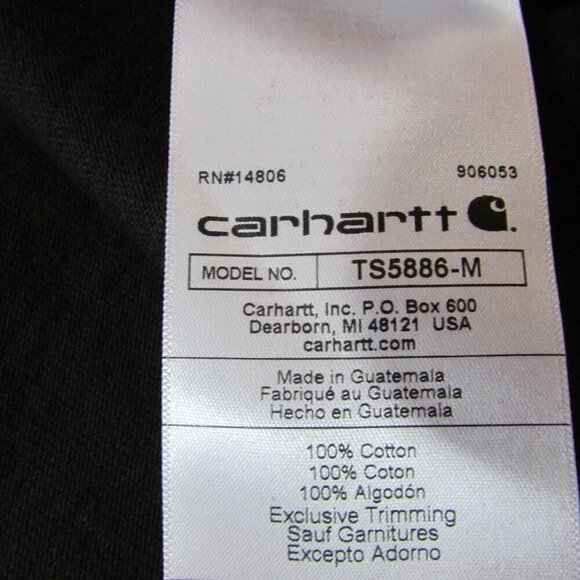 RN#14806 906053
carhartt
MODEL NO. TS5886-M
Carhartt, Inc. P.O. Box 600
Dearborn, MI 48121 USA
carhartt.com
Made in Guatemala
Fabriqué au Guatemala
Hecho en Guatemala
100% Cotton
100% Coton
100% Algodón
Exclusive Trimming
Sauf Garnitures
Excepto Adorno